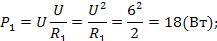 P₁ = U U/R₁ = U²/R₁ = 6²/2 = 18(Вт);